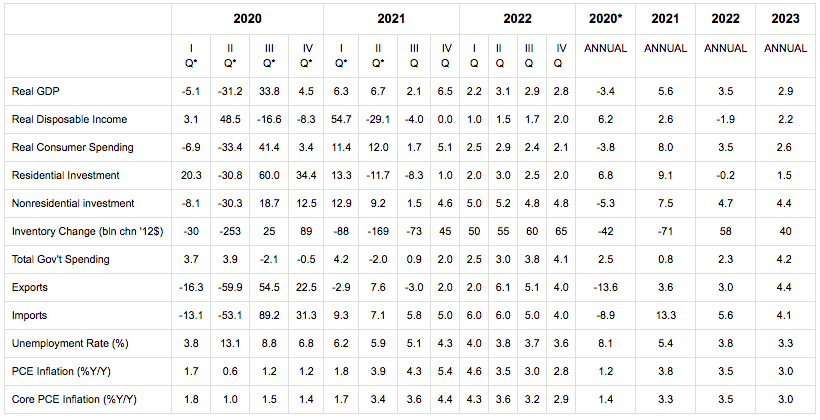 2020 2021 2022 2020* 2021 2022 2023
I Q* II Q* III Q* IV Q* I Q* II Q* III Q IV Q I Q II Q III Q IV Q ANNUAL ANNUAL ANNUAL ANNUAL
Real GDP -5.1 -31.2 33.8 4.5 6.3 6.7 2.1 6.5 2.2 3.1 2.9 2.8 -3.4 5.6 3.5 2.9
Real Disposable Income 3.1 48.5 -16.6 -8.3 54.7 -29.1 -4.0 0.0 1.0 1.5 1.7 2.0 6.2 2.6 -1.9 2.2
Real Consumer Spending -6.9 -33.4 41.4 3.4 11.4 12.0 1.7 5.1 2.5 2.9 2.4 2.1 -3.8 8.0 3.5 2.6
Residential Investment 20.3 -30.8 60.0 34.4 13.3 -11.7 -8.3 1.0 2.0 3.0 2.5 2.0 6.8 9.1 -0.2 1.5
Nonresidential investment -8.1 -30.3 18.7 12.5 12.9 9.2 1.5 4.6 5.0 5.2 4.8 4.8 -5.3 7.5 4.7 4.4
Inventory Change (bln chn '12$) -30 -253 25 89 -88 -169 -73 45 50 55 60 65 -42 -71 58 40
Total Gov't Spending 3.7 3.9 -2.1 -0.5 4.2 -2.0 0.9 2.0 2.5 3.0 3.8 4.1 2.5 0.8 2.3 4.2
Exports -16.3 -59.9 54.5 22.5 -2.9 7.6 -3.0 2.0 2.0 6.1 5.1 4.0 -13.6 3.6 3.0 4.4
Imports -13.1 -53.1 89.2 31.3 9.3 7.1 5.8 5.0 6.0 6.0 5.0 4.0 -8.9 13.3 5.6 4.1
Unemployment Rate (%) 3.8 13.1 8.8 6.8 6.2 5.9 5.1 4.3 4.0 3.8 3.7 3.6 8.1 5.4 3.8 3.3
PCE Inflation (%Y/Y) 1.7 0.6 1.2 1.2 1.8 3.9 4.3 5.4 4.6 3.5 3.0 2.8 1.2 3.8 3.5 3.0
Core PCE Inflation (%Y/Y) 1.8 1.0 1.5 1.4 1.7 3.4 3.6 4.4 4.3 3.6 3.2 2.9 1.4 3.3 3.5 3.0